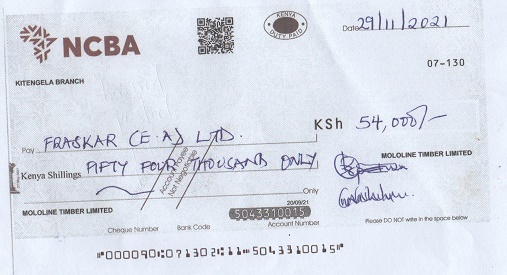 NCBA
KENYA
DUTY PAID
Date 29/11/2021
07-130
KITENGELA BRANCH
Pay FRASKAR (E.A) LTD.
KSh 54,000/-
Kenya Shillings FIFTY FOUR THOUSAND ONLY
Account Payee
Not Negotiable
Only
MOLOLINE TIMBER LIMITED
MOLOLINE TIMBER LIMITED
20/09/21
5043310015
Cheque Number Bank Code Account Number
Please DO NOT write in the space below
⑈000090⑆071302⑆11⑉5043310015⑈